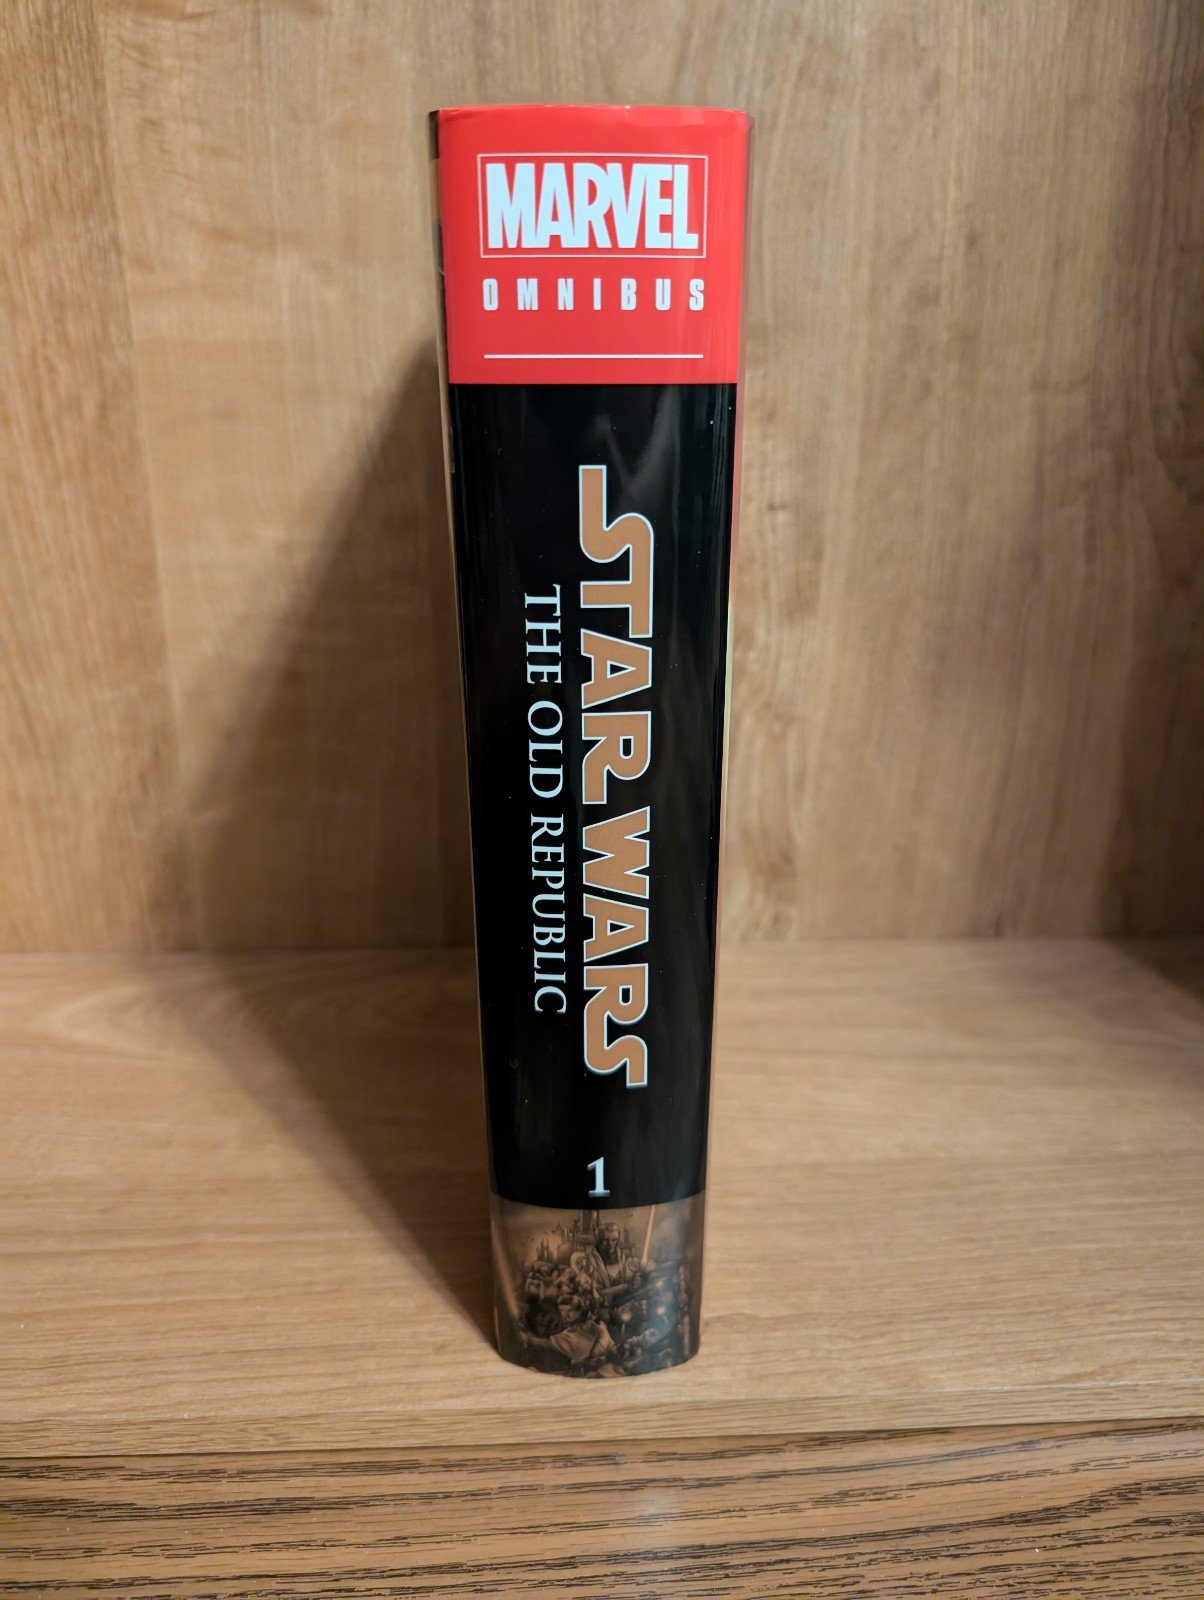 MARVEL
OMNIBUS
STAR WARS
THE OLD REPUBLIC
1